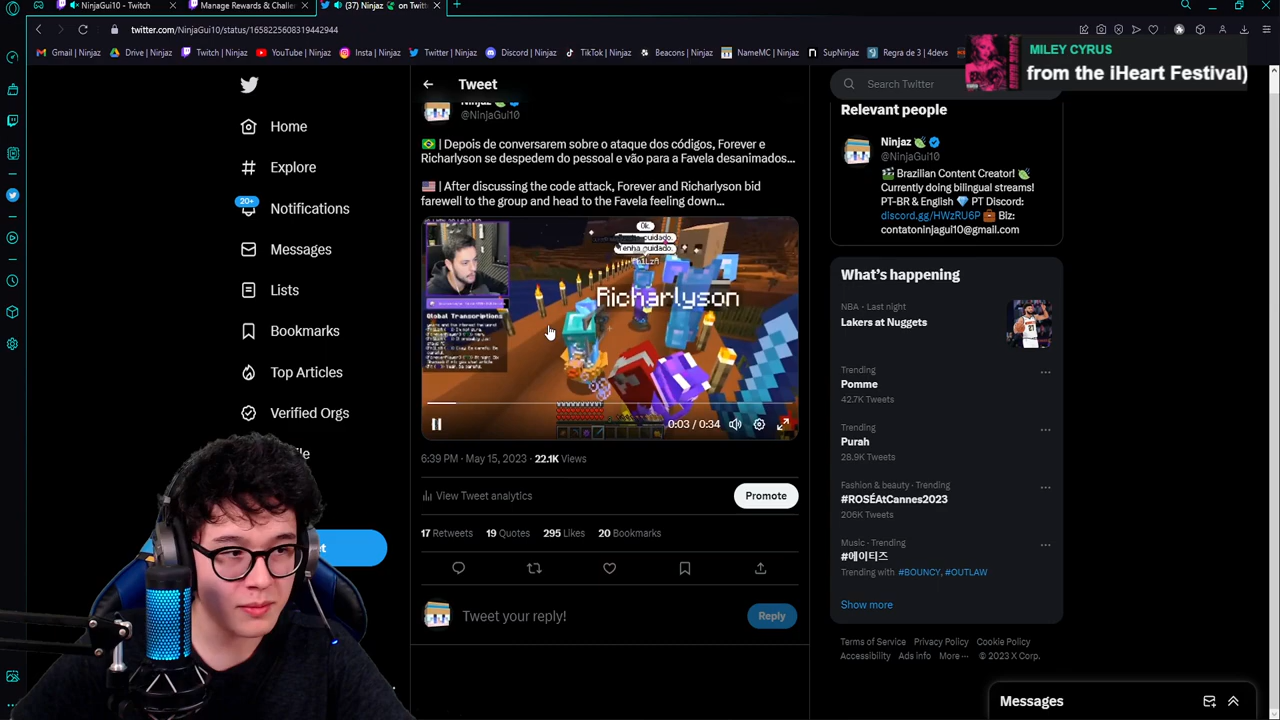 NinjaGui10 - Twitch
Manage Rewards & Challe
(37) Ninjaz on Twitt
twitter.com/NinjaGui10/status/1658225608319442944
Gmail | Ninjaz
Drive | Ninjaz
Twitch | Ninjaz
YouTube | Ninjaz
Insta | Ninjaz
Twitter | Ninjaz
Discord | Ninjaz
TikTok | Ninjaz
Beacons | Ninjaz
NameMC | Ninjaz
SupNinjaz
Regra de 3 | 4devs
MILEY CYRUS
from the iHeart Festival)
Home
Explore
20+
Notifications
Messages
Lists
Bookmarks
Top Articles
Verified Orgs
Tweet
Ninjaz
@NinjaGui10
🇧🇷 | Depois de conversarem sobre o ataque dos códigos, Forever e
Richarlyson se despedem do pessoal e vão para a Favela desanimados...
🇺🇸 | After discussing the code attack, Forever and Richarlyson bid
farewell to the group and head to the Favela feeling down...
Ok.
Tenha cuidado.
Richarlyson
Global Transcriptions
0:03 / 0:34
6:39 PM · May 15, 2023 · 22.1K Views
View Tweet analytics
Promote
17 Retweets 19 Quotes 295 Likes 20 Bookmarks
Tweet your reply!
Reply
Search Twitter
Relevant people
Ninjaz
@NinjaGui10
🎬 Brazilian Content Creator! 🍃
Currently doing bilingual streams!
PT-BR & English 💎 PT Discord:
discord.gg/HWzRU6P 💼 Biz:
contatoninjagui10@gmail.com
What's happening
NBA · Last night
Lakers at Nuggets
Trending
Pomme
42.7K Tweets
Trending
Purah
28.9K Tweets
Fashion & beauty · Trending
#ROSÉAtCannes2023
206K Tweets
Music · Trending
#에이티즈
Trending with #BOUNCY, #OUTLAW
Show more
Terms of Service Privacy Policy Cookie Policy
Accessibility Ads info More ··· © 2023 X Corp.
Messages